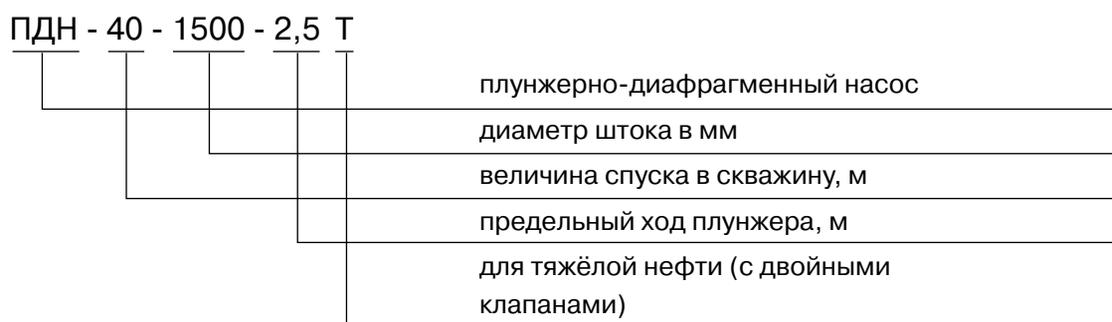 ПДН - 40 - 1500 - 2,5 Т
плунжерно-диафрагменный насос
диаметр штока в мм
величина спуска в скважину, м
предельный ход плунжера, м
для тяжёлой нефти (с двойными
клапанами)